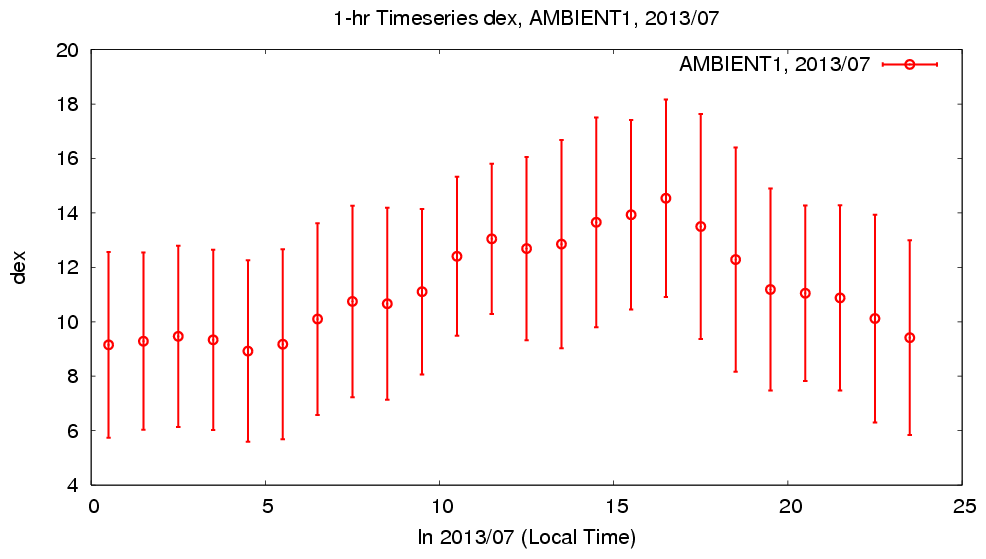 1-hr Timeseries dex, AMBIENT1, 2013/07
AMBIENT1, 2013/07
20
18
16
14
12
10
8
6
4
dex
0 5 10 15 20 25
In 2013/07 (Local Time)